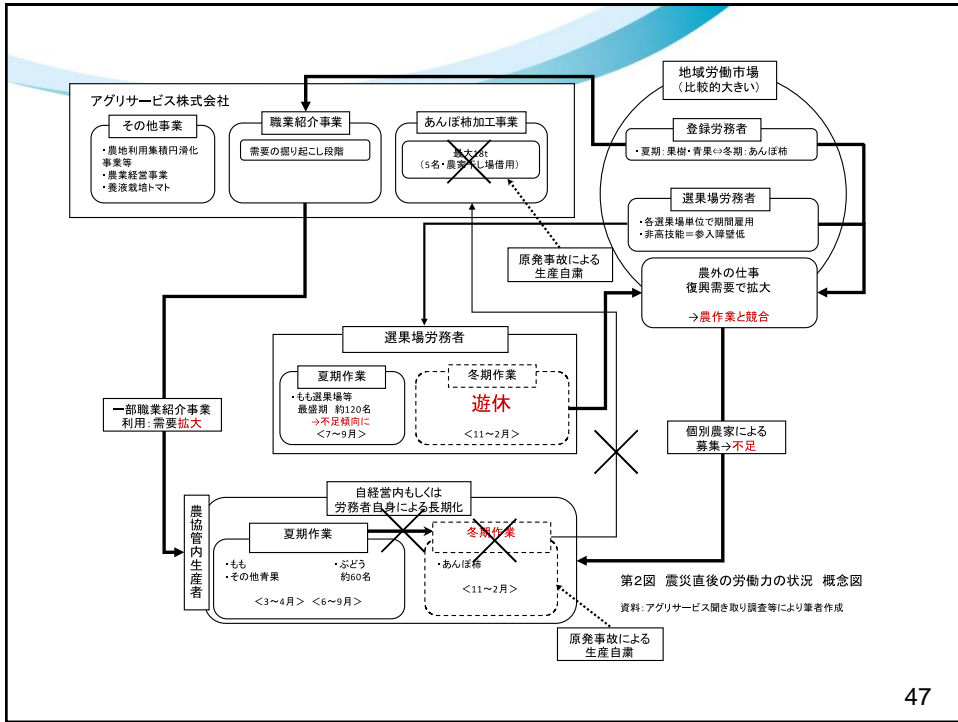 アグリサービス株式会社
その他事業
・農地利用集積円滑化
事業等
・農業経営事業
・養液栽培トマト
職業紹介事業
需要の掘り起こし段階
あんぽ柿加工事業
最大18t
(5名・農家干し場借用)
地域労働市場
(比較的大きい)
登録労務者
・夏期:果樹・青果⇔冬期:あんぽ柿
選果場労務者
・各選果場単位で期間雇用
・非高技能=参入障壁低
農外の仕事
復興需要で拡大
→農作業と競合
原発事故による
生産自粛
選果場労務者
夏期作業
・もも選果場等
最盛期 約120名
→不足傾向に
<7~9月>
冬期作業
遊休
<11~2月>
一部職業紹介事業
利用:需要拡大
個別農家による
募集→不足
農協管内生産者
自経営内もしくは
労務者自身による長期化
夏期作業
・もも ・ぶどう
・その他青果 約60名
<3~4月> <6~9月>
冬期作業
・あんぽ柿
<11~2月>
原発事故による
生産自粛
第2図 震災直後の労働力の状況 概念図
資料:アグリサービス聞き取り調査等により筆者作成
47